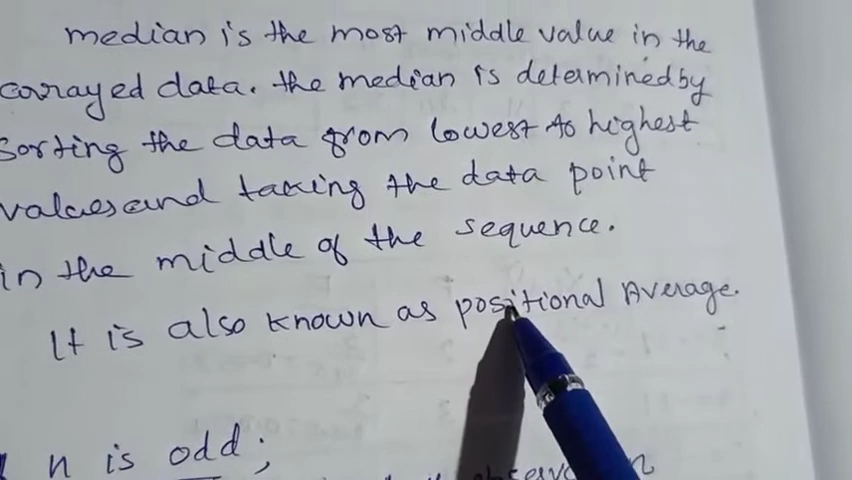 median is the most middle value in the
arrayed data. the median is determined by
sorting the data from lowest to highest
values and taking the data point
in the middle of the sequence.
It is also known as positional Average.
n is odd;